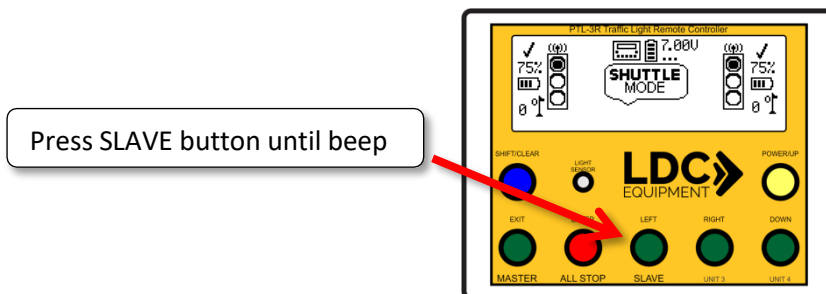 PTL-3R Traffic Light Remote Controller
7.00V
75%
75%
SHUTTLE
MODE
0°
0°
Press SLAVE button until beep
SHIFT/CLEAR
LIGHT
SENSOR
LDC
EQUIPMENT
POWER/UP
EXIT
LEFT
RIGHT
DOWN
MASTER
ALL STOP
SLAVE
UNIT 3
UNIT 4